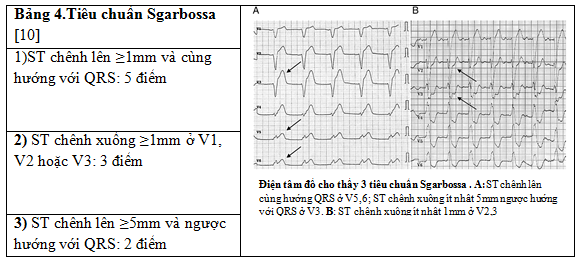 Bảng 4.Tiêu chuẩn Sgarbossa
[10]
1)ST chênh lên ≥1mm và cùng
hướng với QRS: 5 điểm
2) ST chênh xuống ≥1mm ở V1,
V2 hoặc V3: 3 điểm
3) ST chênh lên ≥5mm và ngược
hướng với QRS: 2 điểm
A
B
Điện tâm đồ cho thấy 3 tiêu chuẩn Sgarbossa . A:ST chênh lên
cùng hướng QRS ở V5,6; ST chênh xuống ít nhất 5mm ngược hướng
với QRS ở V3. B: ST chênh xuống ít nhất 1mm ở V2,3